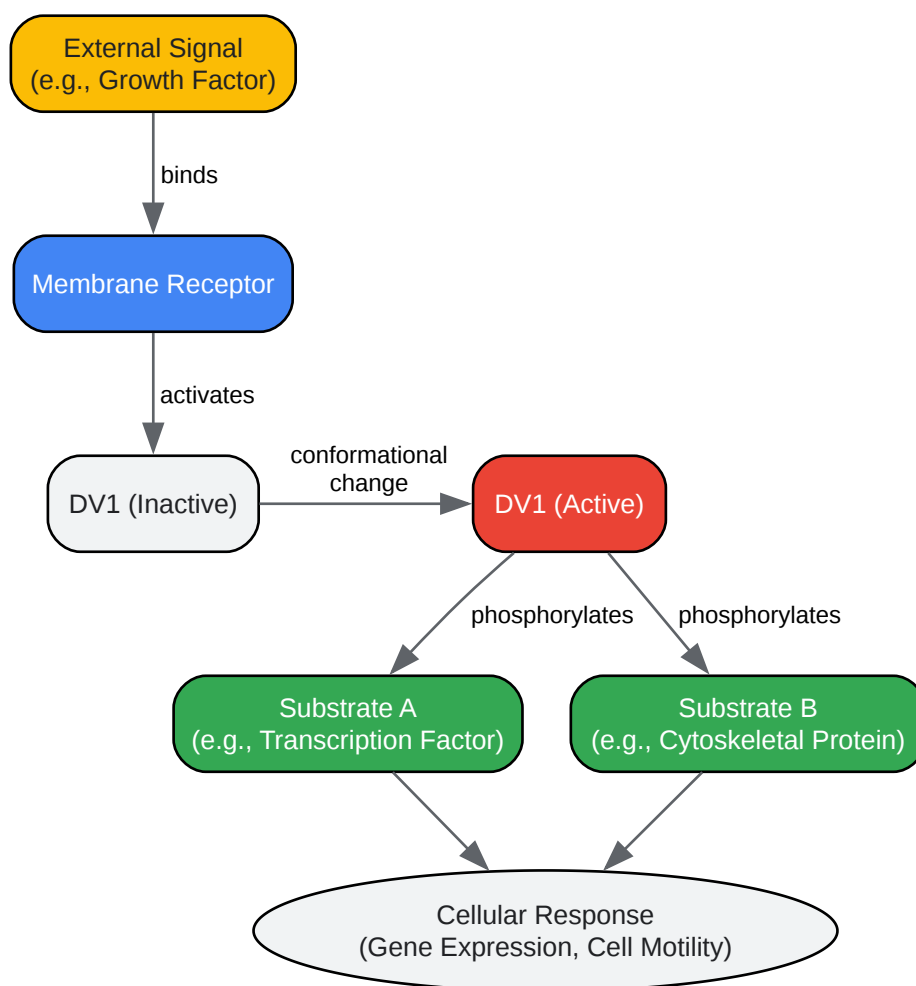 External Signal
(e.g., Growth Factor)
binds
Membrane Receptor
activates
DV1 (Inactive)
conformational
change
DV1 (Active)
phosphorylates
phosphorylates
Substrate A
(e.g., Transcription Factor)
Substrate B
(e.g., Cytoskeletal Protein)
Cellular Response
(Gene Expression, Cell Motility)